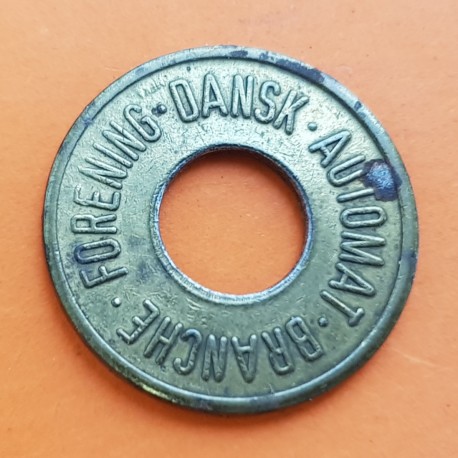 DANSK · AUTOMAT · BRANCHE · FORENING ·